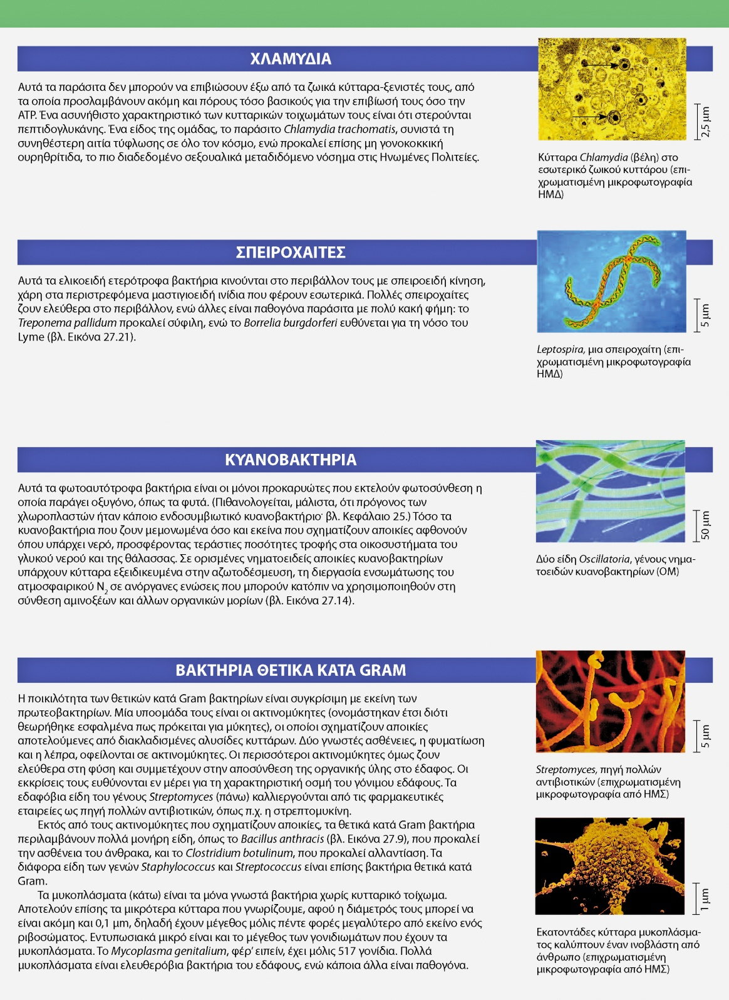 ΧΛΑΜΥΔΙΑ
Αυτά τα παράσιτα δεν μπορούν να επιβιώσουν έξω από τα ζωικά κύτταρα-ξενιστές τους, από
τα οποία προσλαμβάνουν ακόμη και πόρους τόσο βασικούς για την επιβίωσή τους όσο την
ATP. Ένα ασυνήθιστο χαρακτηριστικό των κυτταρικών τοιχωμάτων τους είναι ότι στερούνται
πεπτιδογλυκάνης. Ένα είδος της ομάδας, το παράσιτο Chlamydia trachomatis, συνιστά τη
συνηθέστερη αιτία τύφλωσης σε όλο τον κόσμο, ενώ προκαλεί επίσης μη γονοκοκκική
ουρηθρίτιδα, το πιο διαδεδομένο σεξουαλικά μεταδιδόμενο νόσημα στις Ηνωμένες Πολιτείες.
2,5 μm
Κύτταρα Chlamydia (βέλη) στο
εσωτερικό ζωικού κυττάρου (επι-
χρωματισμένη μικροφωτογραφία
ΗΜΔ)
ΣΠΕΙΡΟΧΑΙΤΕΣ
Αυτά τα ελικοειδή ετερότροφα βακτήρια κινούνται στο περιβάλλον τους με σπειροειδή κίνηση,
χάρη στα περιστρεφόμενα μαστιγιοειδή ινίδια που φέρουν εσωτερικά. Πολλές σπειροχαίτες
ζουν ελεύθερα στο περιβάλλον, ενώ άλλες είναι παθογόνα παράσιτα με πολύ κακή φήμη: το
Treponema pallidum προκαλεί σύφιλη, ενώ το Borrelia burgdorferi ευθύνεται για τη νόσο του
Lyme (βλ. Εικόνα 27.21).
5 μm
Leptospira, μια σπειροχαίτη (επι-
χρωματισμένη μικροφωτογραφία
ΗΜΔ)
ΚΥΑΝΟΒΑΚΤΗΡΙΑ
Αυτά τα φωτοαυτότροφα βακτήρια είναι οι μόνοι προκαρυώτες που εκτελούν φωτοσύνθεση η
οποία παράγει οξυγόνο, όπως τα φυτά. (Πιθανολογείται, μάλιστα, ότι πρόγονος των
χλωροπλαστών ήταν κάποιο ενδοσυμβιωτικό κυανοβακτήριο· βλ. Κεφάλαιο 25.) Τόσο τα
κυανοβακτήρια που ζουν μεμονωμένα όσο και εκείνα που σχηματίζουν αποικίες αφθονούν
όπου υπάρχει νερό, προσφέροντας τεράστιες ποσότητες τροφής στα οικοσυστήματα του
γλυκού νερού και της θάλασσας. Σε ορισμένες νηματοειδείς αποικίες κυανοβακτηρίων
υπάρχουν κύτταρα εξειδικευμένα στην αζωτοδέσμευση, τη διεργασία ενσωμάτωσης του
ατμοσφαιρικού N₂ σε ανόργανες ενώσεις που μπορούν κατόπιν να χρησιμοποιηθούν στη
σύνθεση αμινοξέων και άλλων οργανικών μορίων (βλ. Εικόνα 27.14).
50 μm
Δύο είδη Oscillatoria, γένους νημα-
τοειδών κυανοβακτηρίων (ΟΜ)
ΒΑΚΤΗΡΙΑ ΘΕΤΙΚΑ ΚΑΤΑ GRAM
Η ποικιλότητα των θετικών κατά Gram βακτηρίων είναι συγκρίσιμη με εκείνη των
πρωτεοβακτηρίων. Μία υποομάδα τους είναι οι ακτινομύκητες (ονομάστηκαν έτσι διότι
θεωρήθηκε εσφαλμένα πως πρόκειται για μύκητες), οι οποίοι σχηματίζουν αποικίες
αποτελούμενες από διακλαδισμένες αλυσίδες κυττάρων. Δύο γνωστές ασθένειες, η φυματίωση
και η λέπρα, οφείλονται σε ακτινομύκητες. Οι περισσότεροι ακτινομύκητες όμως ζουν
ελεύθερα στη φύση και συμμετέχουν στην αποσύνθεση της οργανικής ύλης στο έδαφος. Οι
εκκρίσεις τους ευθύνονται εν μέρει για τη χαρακτηριστική οσμή του γόνιμου εδάφους. Τα
εδαφόβια είδη του γένους Streptomyces (πάνω) καλλιεργούνται από τις φαρμακευτικές
εταιρείες ως πηγή πολλών αντιβιοτικών, όπως π.χ. η στρεπτομυκίνη.
Εκτός από τους ακτινομύκητες που σχηματίζουν αποικίες, τα θετικά κατά Gram βακτήρια
περιλαμβάνουν πολλά μονήρη είδη, όπως το Bacillus anthracis (βλ. Εικόνα 27.9), που προκαλεί
την ασθένεια του άνθρακα, και το Clostridium botulinum, που προκαλεί αλλαντίαση. Τα
διάφορα είδη των γενών Staphylococcus και Streptococcus είναι επίσης βακτήρια θετικά κατά
Gram.
Τα μυκοπλάσματα (κάτω) είναι τα μόνα γνωστά βακτήρια χωρίς κυτταρικό τοίχωμα.
Αποτελούν επίσης τα μικρότερα κύτταρα που γνωρίζουμε, αφού η διάμετρός τους μπορεί να
είναι ακόμη και 0,1 μm, δηλαδή έχουν μέγεθος μόλις πέντε φορές μεγαλύτερο από εκείνο ενός
ριβοσώματος. Εντυπωσιακά μικρό είναι και το μέγεθος των γονιδιωμάτων που έχουν τα
μυκοπλάσματα. Το Mycoplasma genitalium, φέρ' ειπείν, έχει μόλις 517 γονίδια. Πολλά
μυκοπλάσματα είναι ελευθερόβια βακτήρια του εδάφους, ενώ κάποια άλλα είναι παθογόνα.
5 μm
Streptomyces, πηγή πολλών
αντιβιοτικών (επιχρωματισμένη
μικροφωτογραφία από ΗΜΣ)
1 μm
Εκατοντάδες κύτταρα μυκοπλάσμα-
τος καλύπτουν έναν ινοβλάστη από
άνθρωπο (επιχρωματισμένη
μικροφωτογραφία από ΗΜΣ)